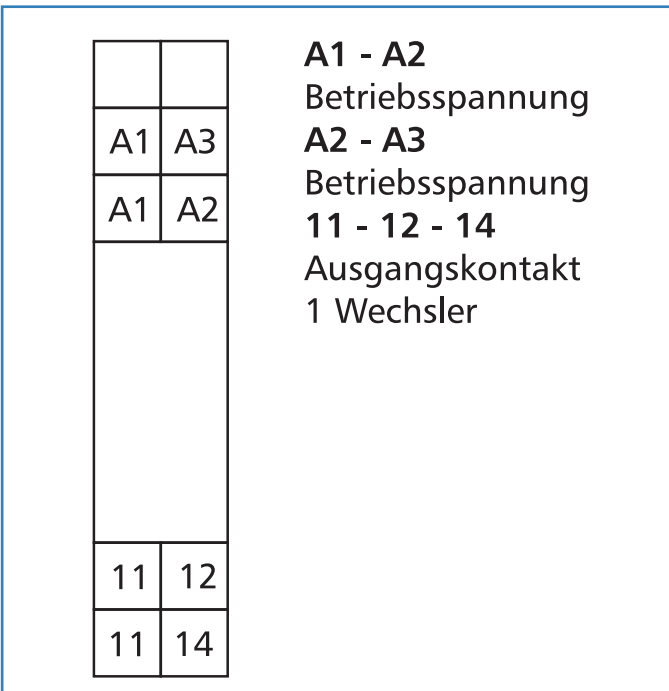 A1 - A2
Betriebsspannung
A2 - A3
Betriebsspannung
11 - 12 - 14
Ausgangskontakt
1 Wechsler
A1 A3
A1 A2
11 12
11 14